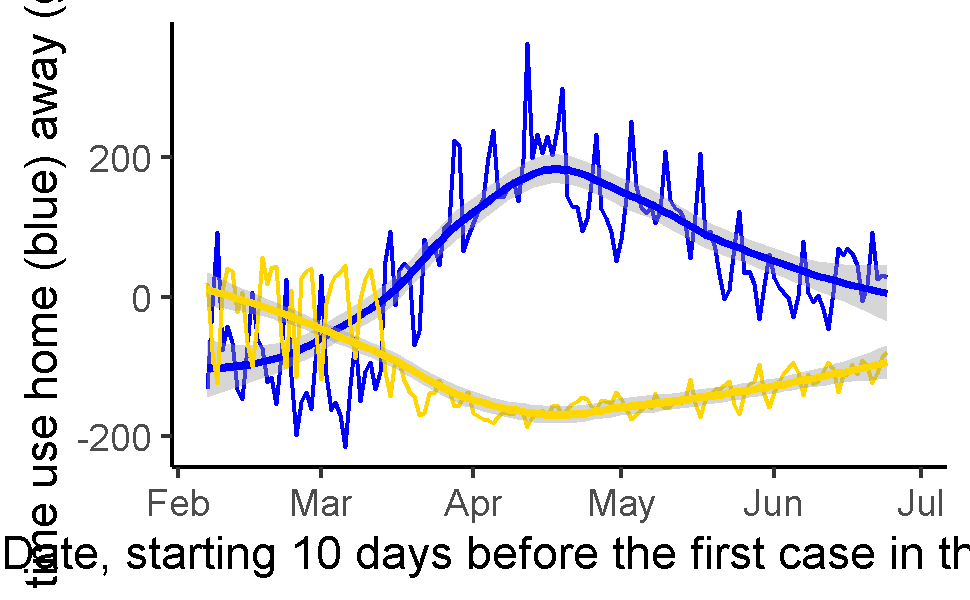 time use home (blue) away (
200
0
-200
Feb Mar Apr May Jun Jul
Date, starting 10 days before the first case in th